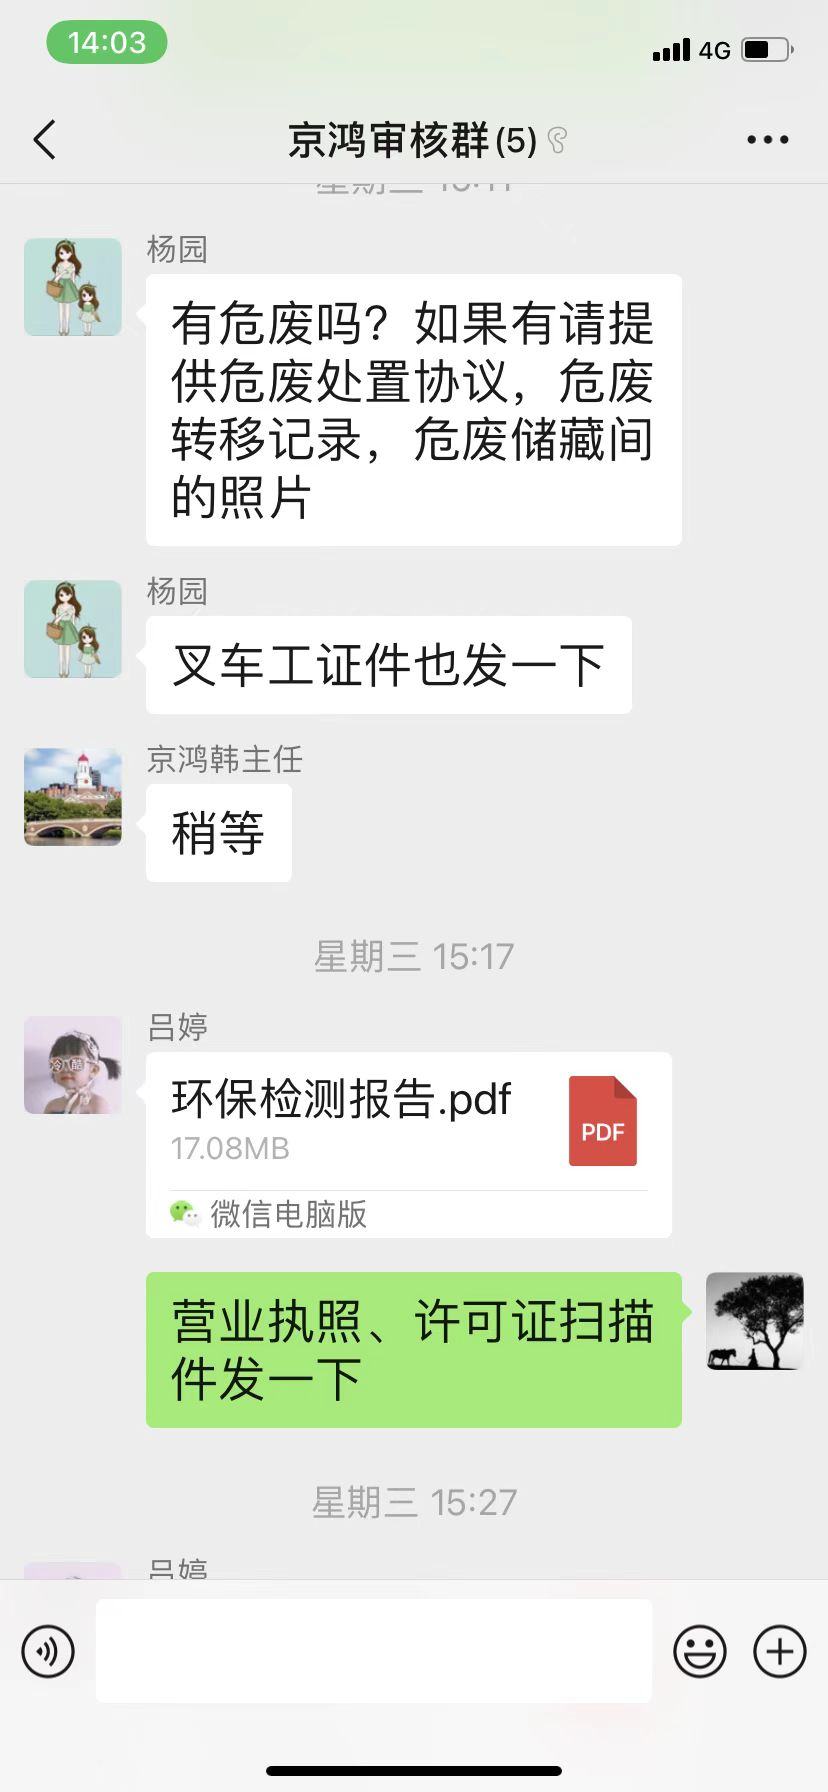 14:03
4G
京鸿审核群(5)
杨园
有危废吗？如果有请提
供危废处置协议，危废
转移记录，危废储藏间
的照片
杨园
叉车工证件也发一下
京鸿韩主任
稍等
星期三 15:17
吕婷
环保检测报告.pdf
17.08MB
PDF
微信电脑版
营业执照、许可证扫描
件发一下
星期三 15:27
吕婷